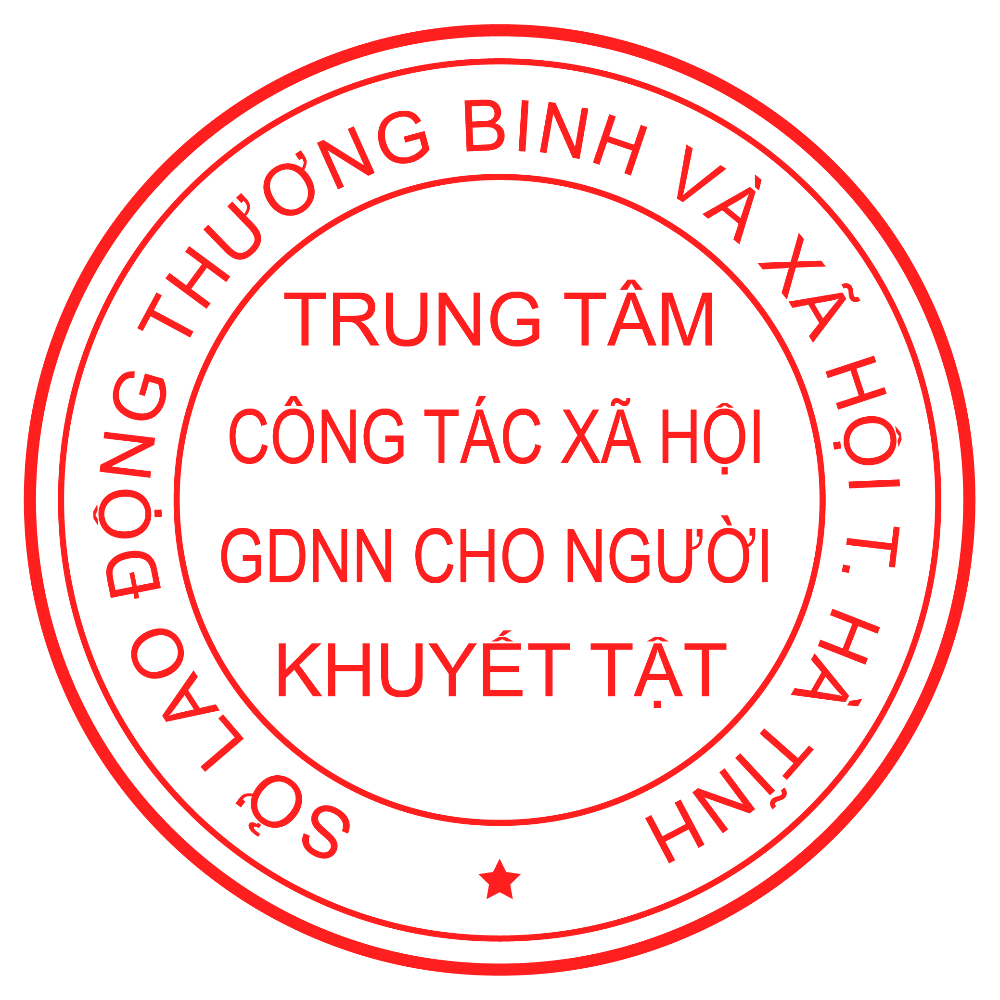 SỞ LAO ĐỘNG THƯƠNG BINH VÀ XÃ HỘI T. HÀ TĨNH
TRUNG TÂM
CÔNG TÁC XÃ HỘI
GDNN CHO NGƯỜI
KHUYẾT TẬT